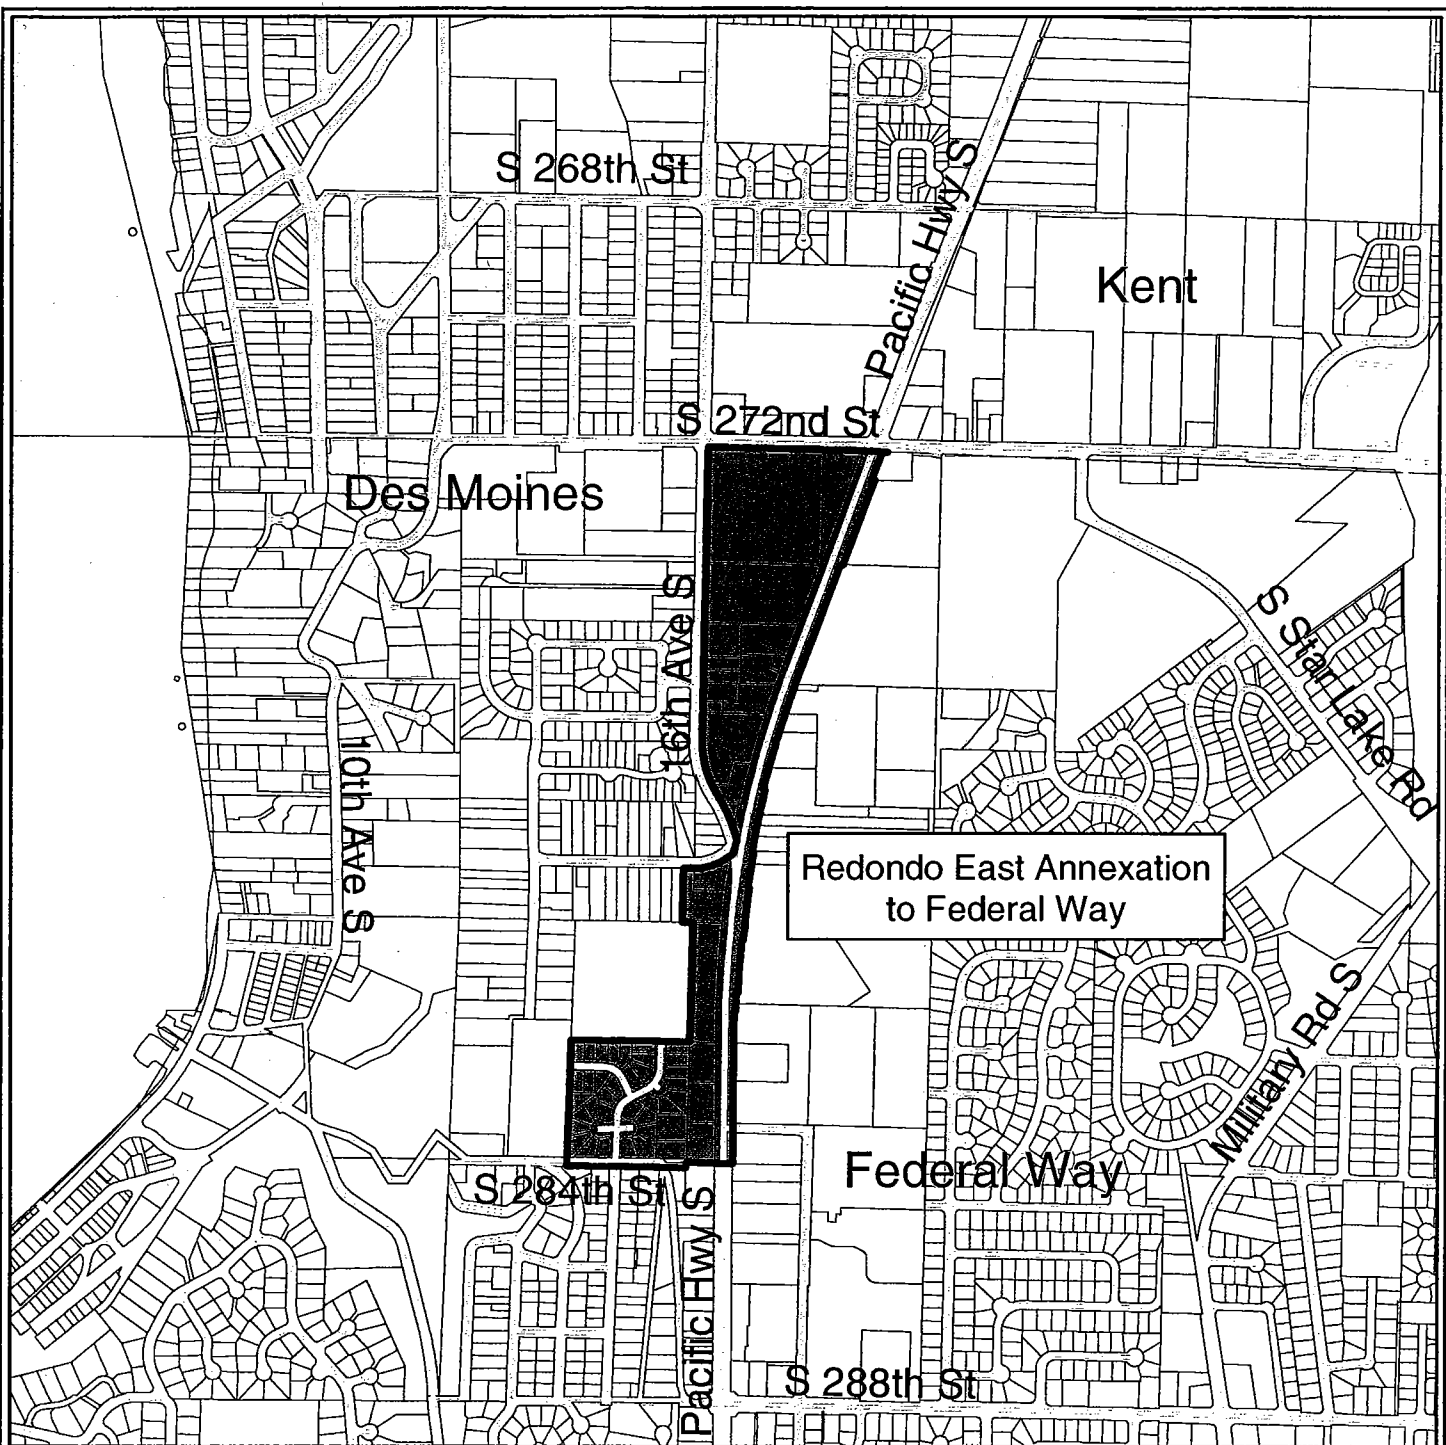 S 268th St
Pacific Hwy S
Kent
S 272nd St
Des Moines
16th Ave S
S Star Lake Rd
10th Ave S
Redondo East Annexation
to Federal Way
Military Rd S
Federal Way
S 284th St
Pacific Hwy S
S 288th St